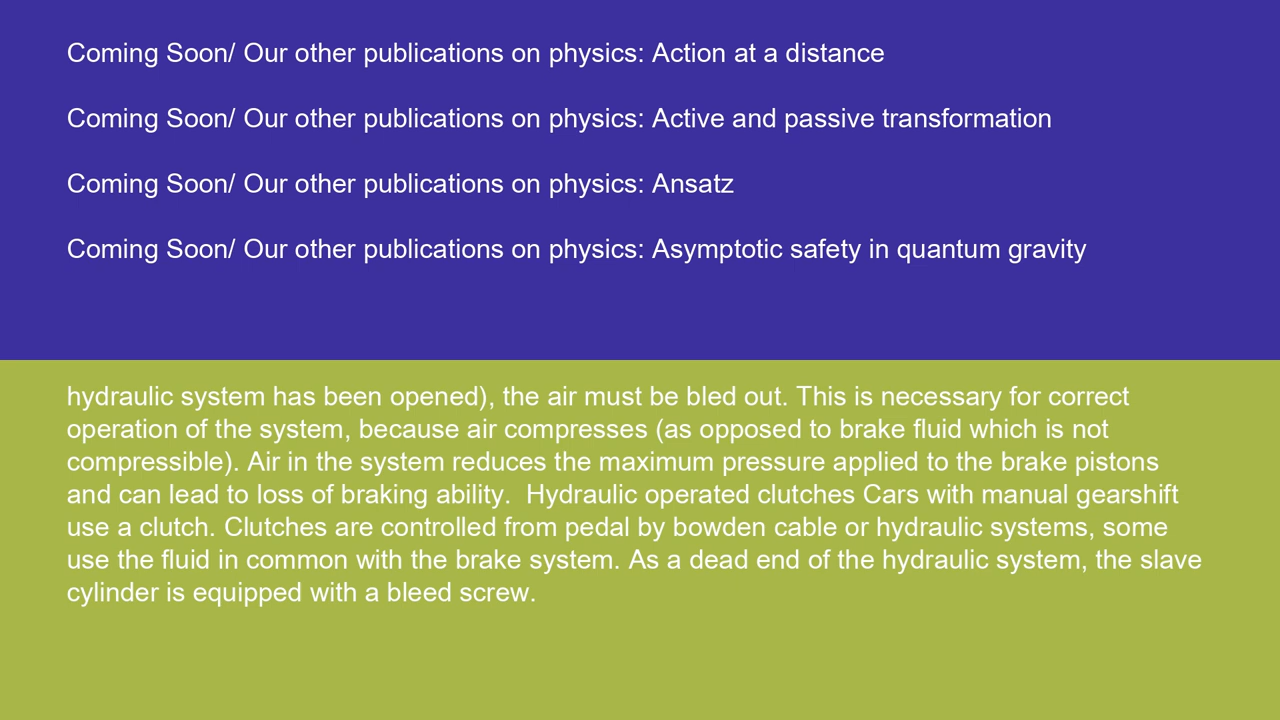 Coming Soon/ Our other publications on physics: Action at a distance
Coming Soon/ Our other publications on physics: Active and passive transformation
Coming Soon/ Our other publications on physics: Ansatz
Coming Soon/ Our other publications on physics: Asymptotic safety in quantum gravity
hydraulic system has been opened), the air must be bled out. This is necessary for correct
operation of the system, because air compresses (as opposed to brake fluid which is not
compressible). Air in the system reduces the maximum pressure applied to the brake pistons
and can lead to loss of braking ability.  Hydraulic operated clutches Cars with manual gearshift
use a clutch. Clutches are controlled from pedal by bowden cable or hydraulic systems, some
use the fluid in common with the brake system. As a dead end of the hydraulic system, the slave
cylinder is equipped with a bleed screw.